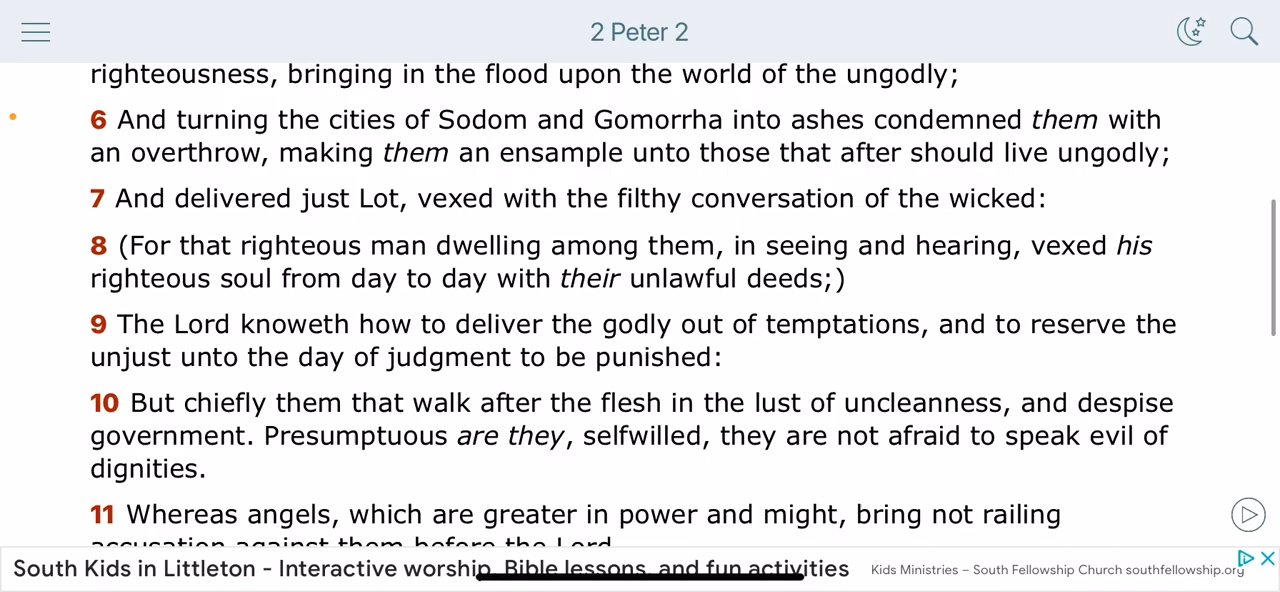 2 Peter 2
righteousness, bringing in the flood upon the world of the ungodly;
6 And turning the cities of Sodom and Gomorrha into ashes condemned them with
an overthrow, making them an ensample unto those that after should live ungodly;
7 And delivered just Lot, vexed with the filthy conversation of the wicked:
8 (For that righteous man dwelling among them, in seeing and hearing, vexed his
righteous soul from day to day with their unlawful deeds;)
9 The Lord knoweth how to deliver the godly out of temptations, and to reserve the
unjust unto the day of judgment to be punished:
10 But chiefly them that walk after the flesh in the lust of uncleanness, and despise
government. Presumptuous are they, selfwilled, they are not afraid to speak evil of
dignities.
11 Whereas angels, which are greater in power and might, bring not railing
accusation against them before the Lord.
South Kids in Littleton - Interactive worship, Bible lessons, and fun activities
Kids Ministries – South Fellowship Church southfellowship.org